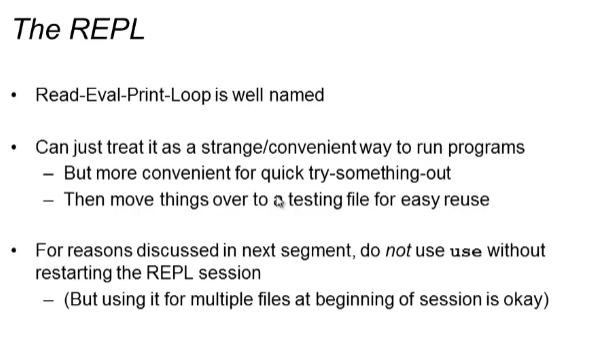 The REPL
• Read-Eval-Print-Loop is well named
• Can just treat it as a strange/convenient way to run programs
– But more convenient for quick try-something-out
– Then move things over to a testing file for easy reuse
• For reasons discussed in next segment, do not use use without
restarting the REPL session
– (But using it for multiple files at beginning of session is okay)